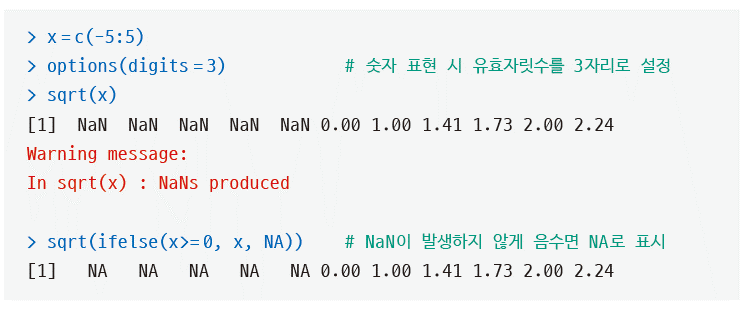 > x=c(-5:5)
> options(digits=3) # 숫자 표현 시 유효자릿수를 3자리로 설정
> sqrt(x)
[1] NaN NaN NaN NaN NaN 0.00 1.00 1.41 1.73 2.00 2.24
Warning message:
In sqrt(x) : NaNs produced
> sqrt(ifelse(x>=0, x, NA)) # NaN이 발생하지 않게 음수면 NA로 표시
[1] NA NA NA NA NA 0.00 1.00 1.41 1.73 2.00 2.24